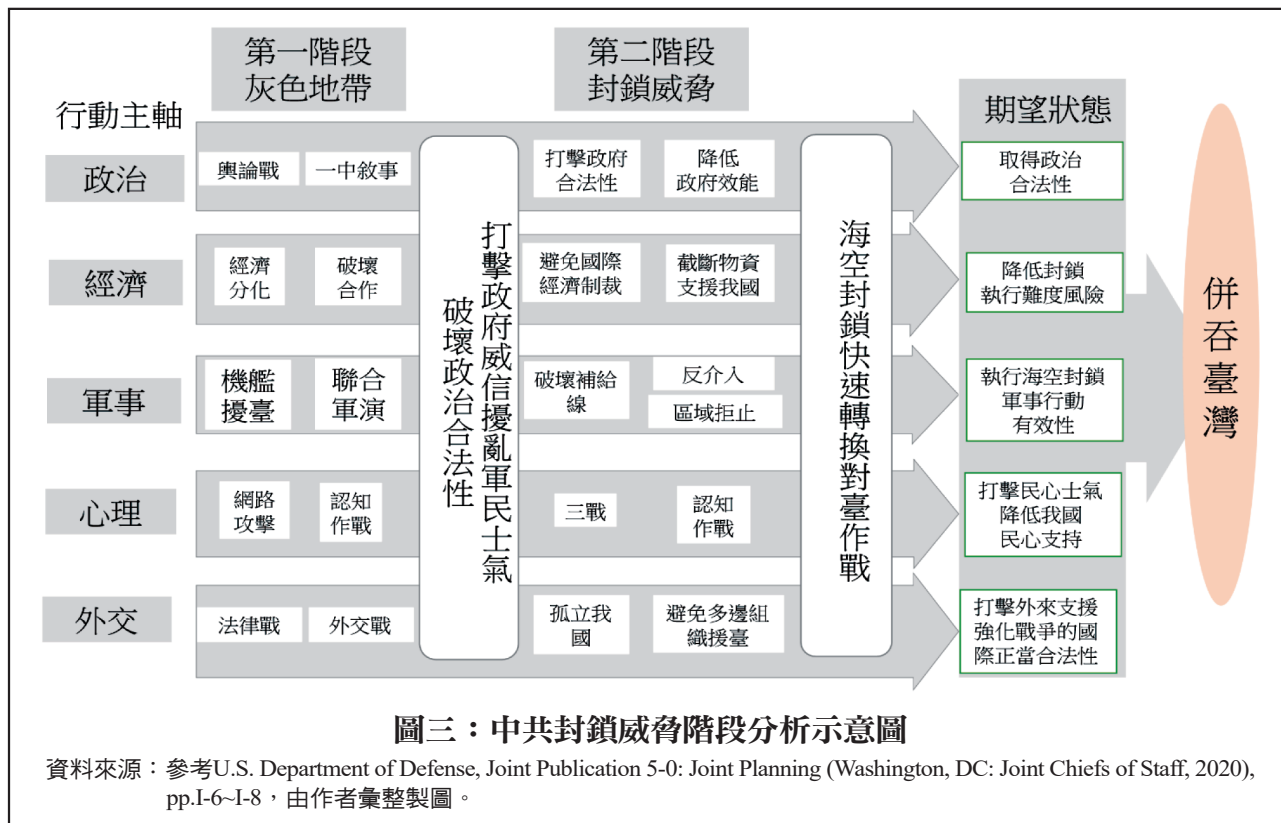 第一階段
灰色地帶
第二階段
封鎖威脅
行動主軸
期望狀態
政治
輿論戰
一中敘事
打擊政府
合法性
降低
政府效能
取得政治
合法性
經濟
經濟
分化
破壞
合作
避免國際
經濟制裁
截斷物資
支援我國
降低封鎖
執行難度風險
軍事
機艦
擾臺
聯合
軍演
破壞補給
線
反介入
區域拒止
執行海空封鎖
軍事行動
有效性
心理
網路
攻擊
認知
作戰
三戰
認知
作戰
打擊民心士氣
降低我國
民心支持
外交
法律戰
外交戰
孤立我
國
避免多邊組
織援臺
打擊外來支援
強化戰爭的國
際正當合法性
打擊政府威信擾亂軍民士氣
破壞政治合法性
海空封鎖快速轉換對臺作戰
併吞臺灣
圖三：中共封鎖威脅階段分析示意圖
資料來源：參考U.S. Department of Defense, Joint Publication 5-0: Joint Planning (Washington, DC: Joint Chiefs of Staff, 2020),
pp.I-6~I-8，由作者彙整製圖。